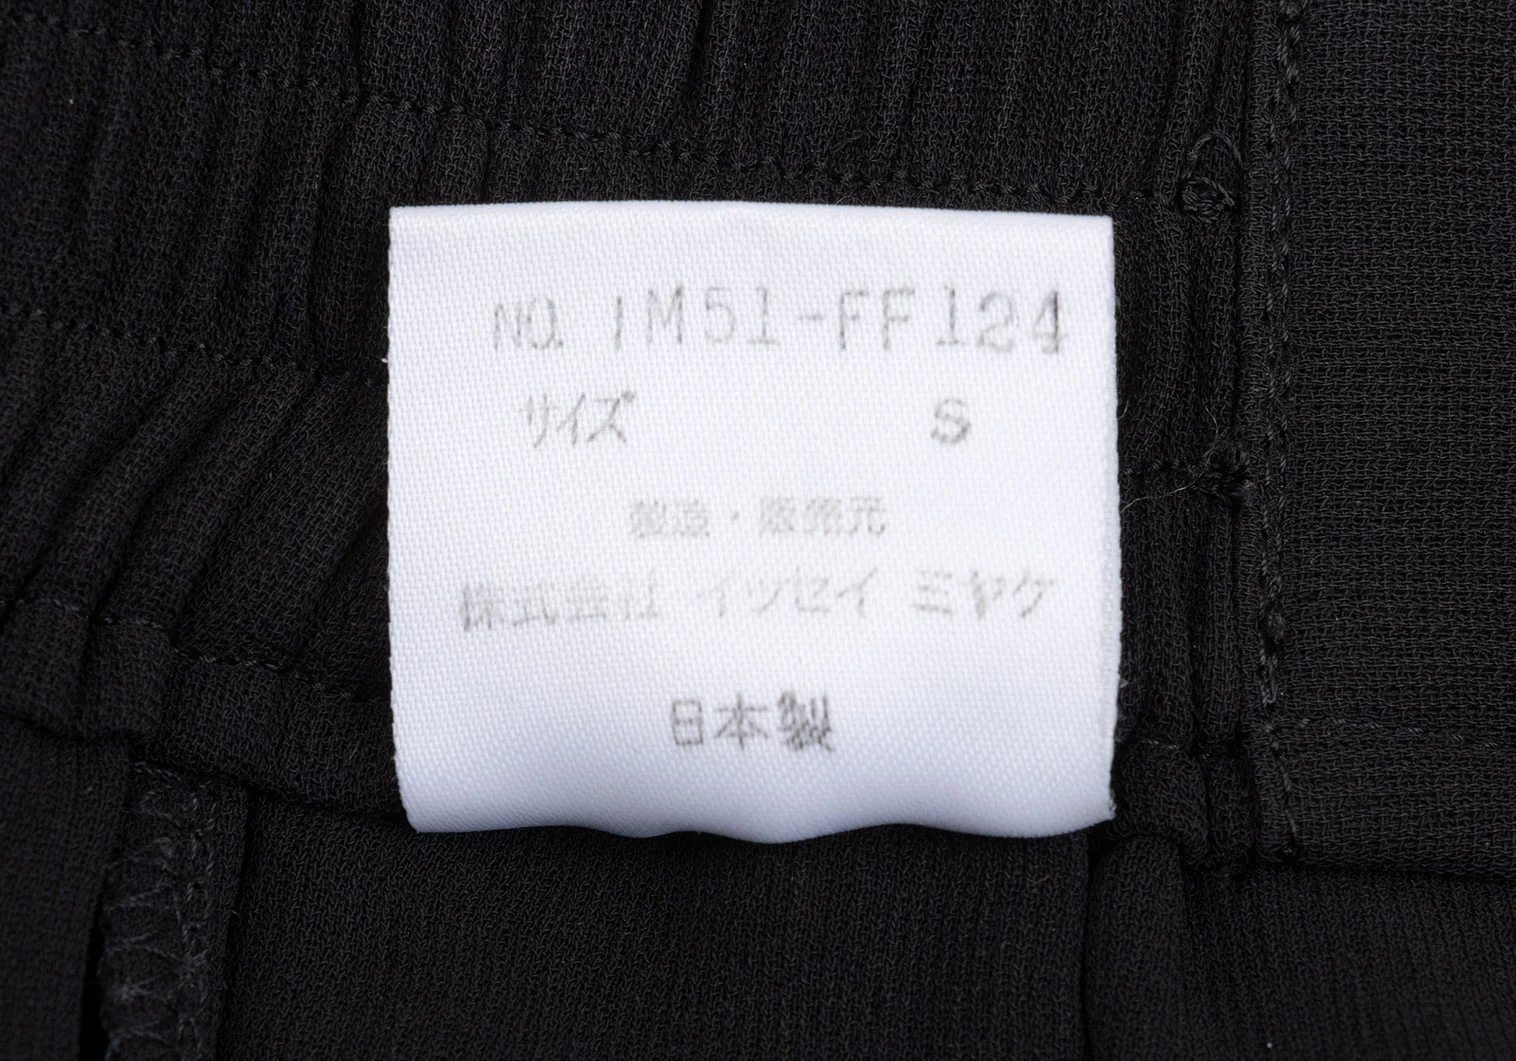 NO. IM51-FF124
サイズ S
製造・販売元
株式会社 イッセイ ミヤケ
日本製